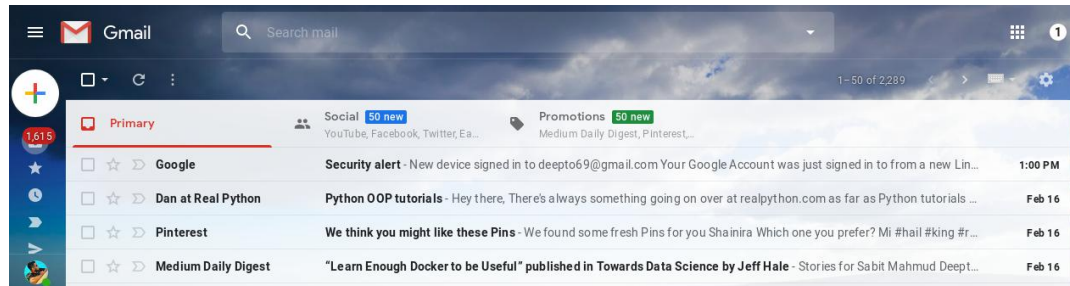 Gmail
Search mail
1
1–50 of 2,289
Primary
Social 50 new
YouTube, Facebook, Twitter, Ea...
Promotions 50 new
Medium Daily Digest, Pinterest,...
1,615
Google Security alert - New device signed in to deepto69@gmail.com Your Google Account was just signed in to from a new Lin... 1:00 PM
Dan at Real Python Python OOP tutorials - Hey there, There's always something going on over at realpython.com as far as Python tutorials ... Feb 16
Pinterest We think you might like these Pins - We found some fresh Pins for you Shainira Which one you prefer? Mi #hail #king #r... Feb 16
Medium Daily Digest “Learn Enough Docker to be Useful” published in Towards Data Science by Jeff Hale - Stories for Sabit Mahmud Deept... Feb 16